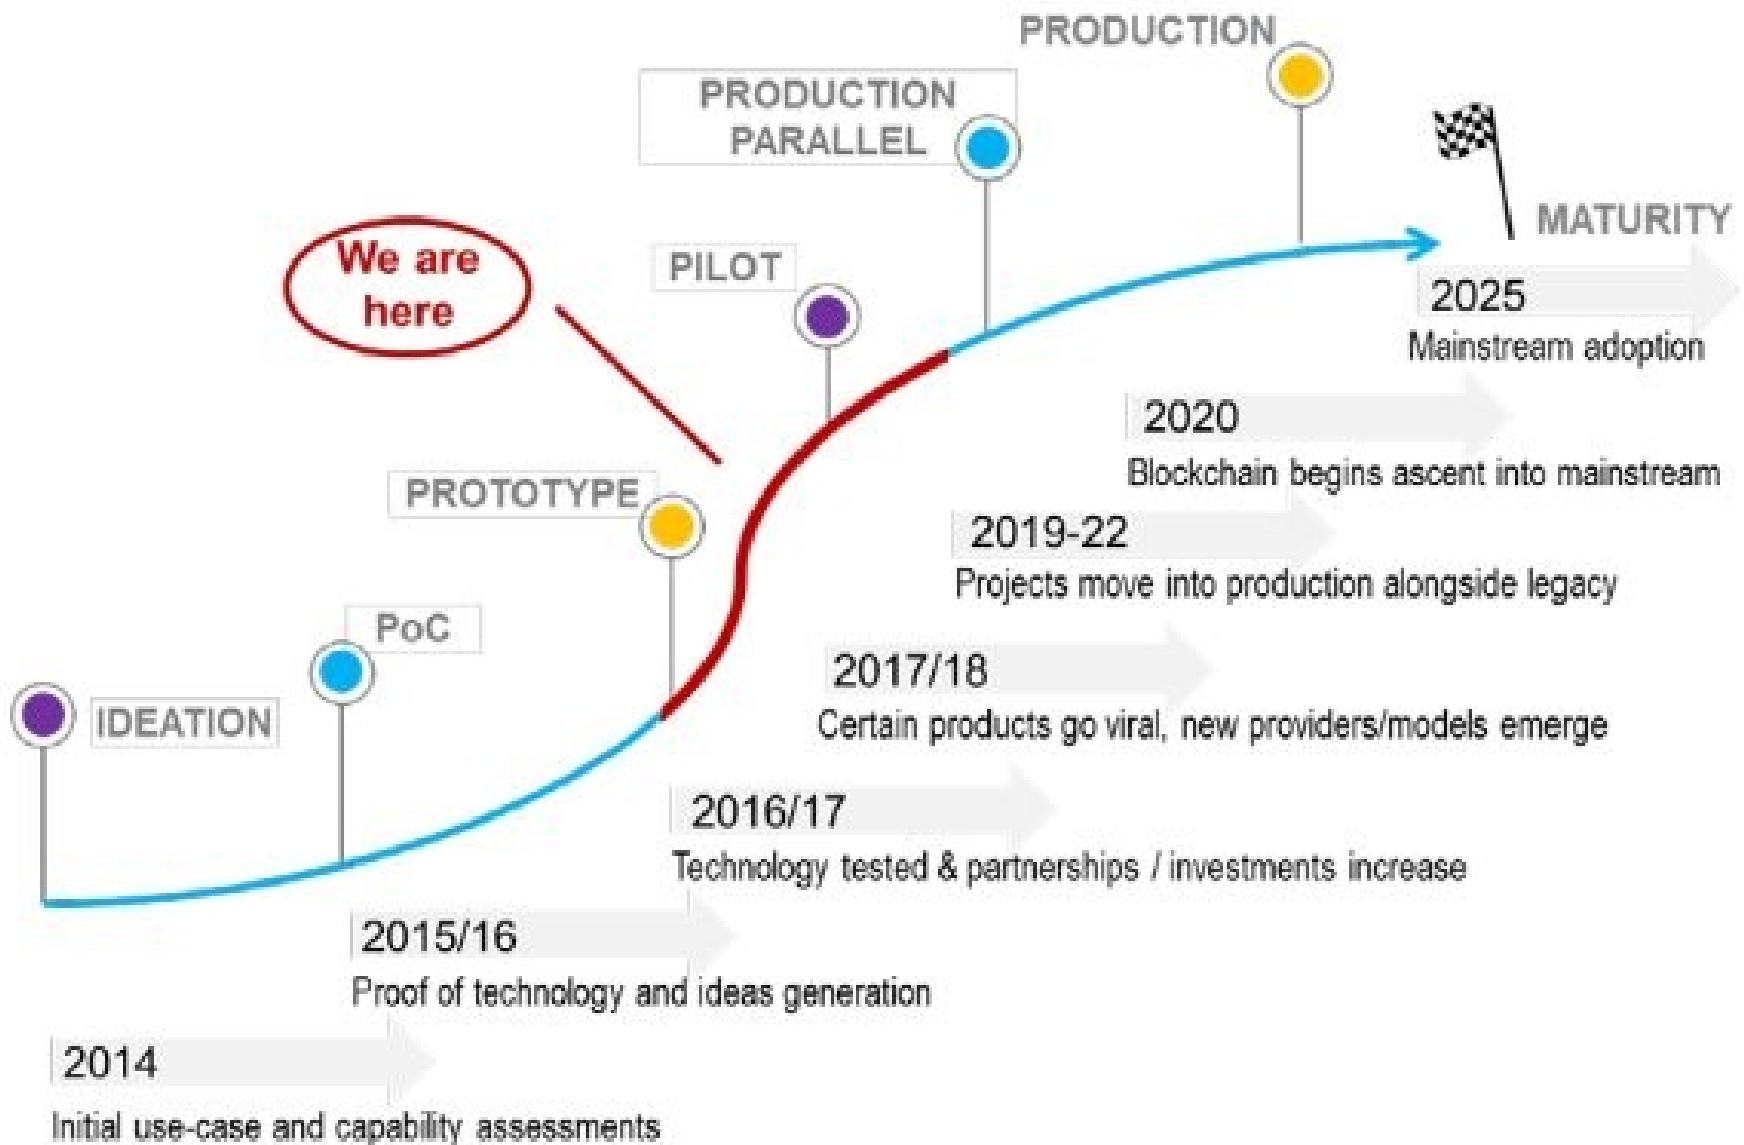 PRODUCTION
PRODUCTION
PARALLEL
MATURITY
We are
here
PILOT
2025
Mainstream adoption
2020
Blockchain begins ascent into mainstream
PROTOTYPE
2019-22
Projects move into production alongside legacy
PoC
2017/18
Certain products go viral, new providers/models emerge
IDEATION
2016/17
Technology tested & partnerships / investments increase
2015/16
Proof of technology and ideas generation
2014
Initial use-case and capability assessments